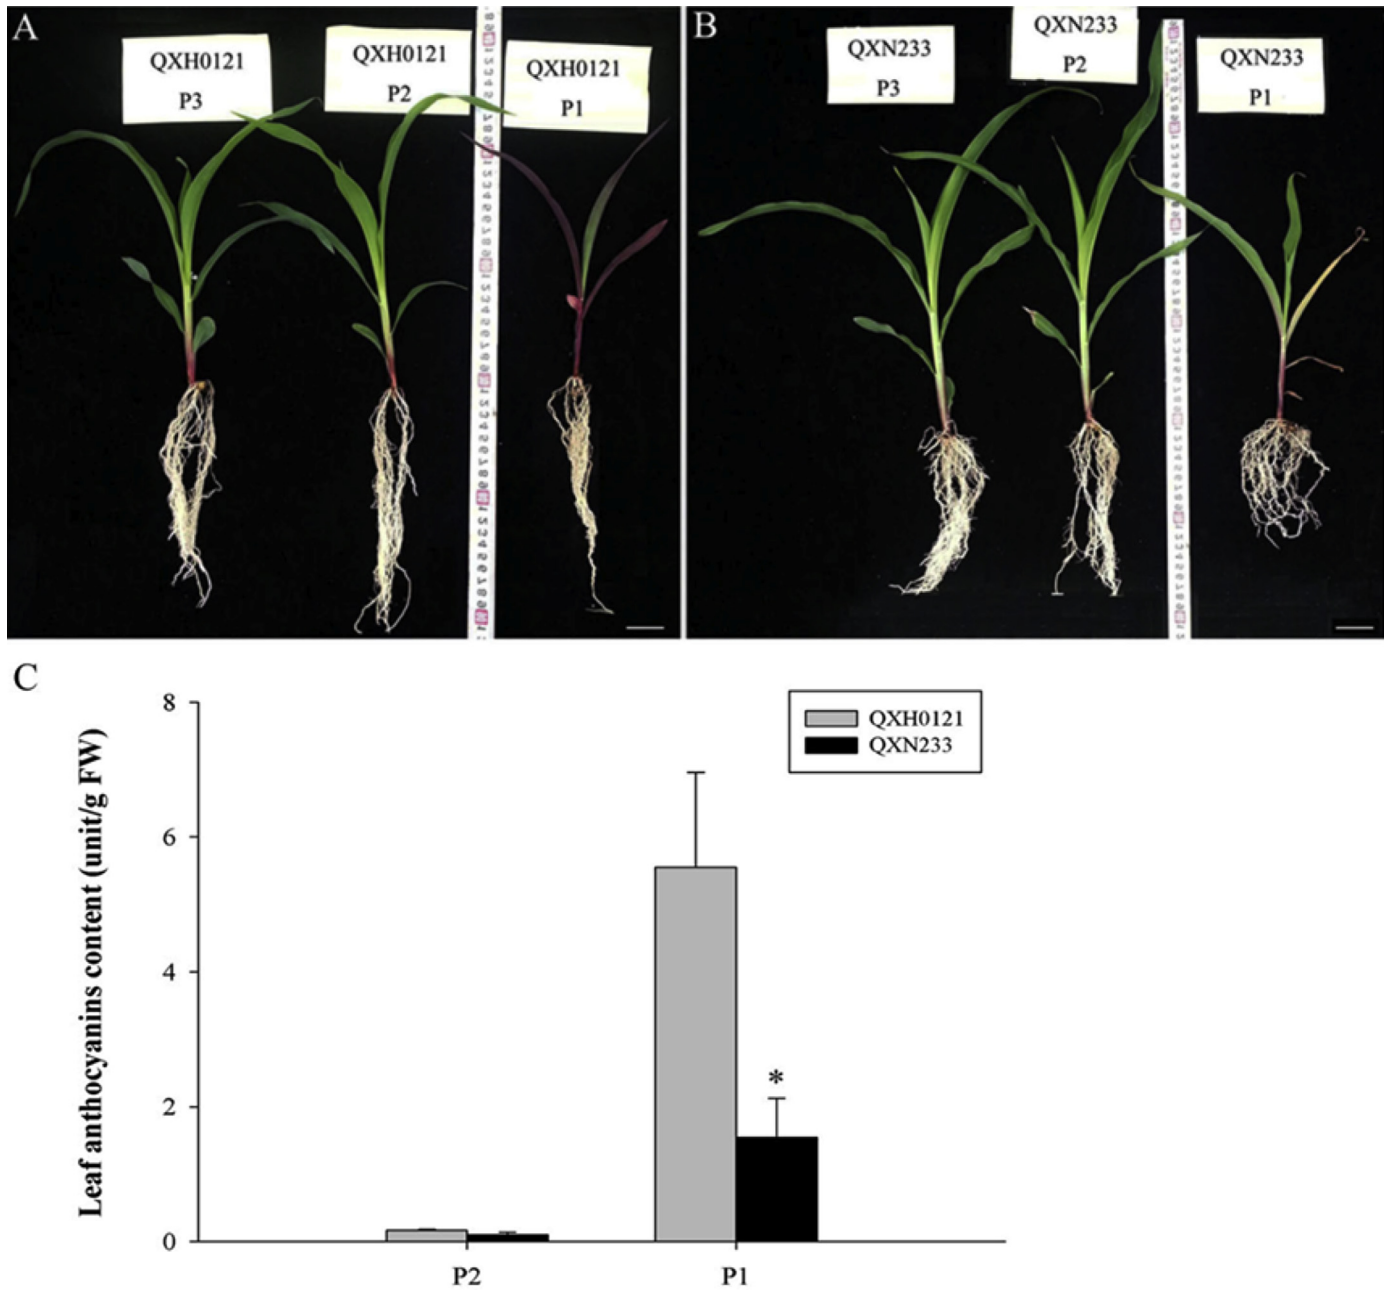 A
QXH0121
P3
QXH0121
P2
QXH0121
P1
B
QXN233
P3
QXN233
P2
QXN233
P1
C
Leaf anthocyanins content (unit/g FW)
8
6
4
2
0
QXH0121
QXN233
*
P2
P1